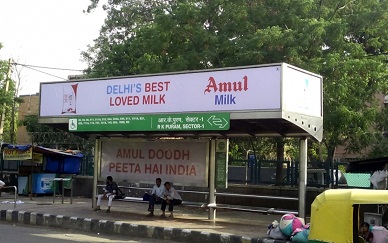 DELHI'S BEST
LOVED MILK
Amul
Milk
आर. के पुरम, सेक्टर-1
R K PURAM, SECTOR-1
AMUL DOODH
PEETA HAI INDIA